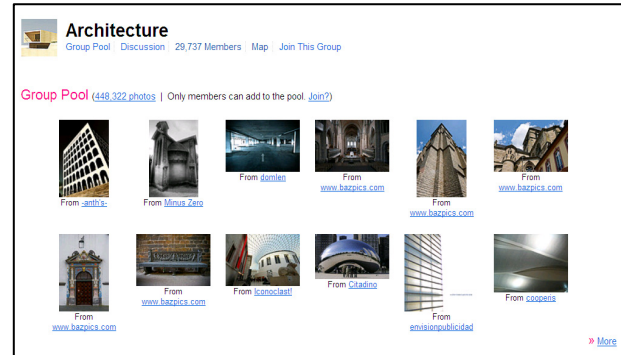 Architecture
Group Pool | Discussion | 29,737 Members | Map | Join This Group
Group Pool (448,322 photos | Only members can add to the pool. Join?)
From -anth's-
From Minus Zero
From domlen
From
www.bazpics.com
From
www.bazpics.com
From
www.bazpics.com
From
www.bazpics.com
From
www.bazpics.com
From Iconoclast!
From Citadino
From
envisionpublicidad
From cooperis
» More